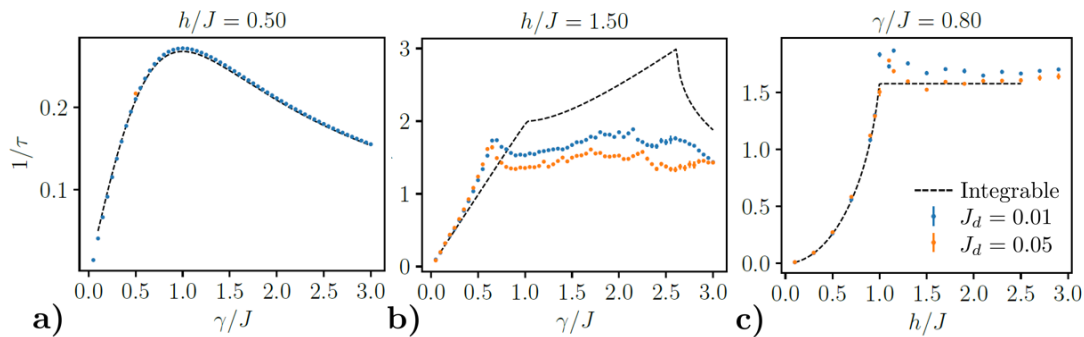 h/J = 0.50
1/τ
0.2
0.1
0.0 0.5 1.0 1.5 2.0 2.5 3.0
γ/J
a)
h/J = 1.50
3
2
1
0
0.0 0.5 1.0 1.5 2.0 2.5 3.0
γ/J
b)
γ/J = 0.80
1.5
1.0
0.5
0.0
0.0 0.5 1.0 1.5 2.0 2.5 3.0
h/J
c)
Integrable
J_d = 0.01
J_d = 0.05